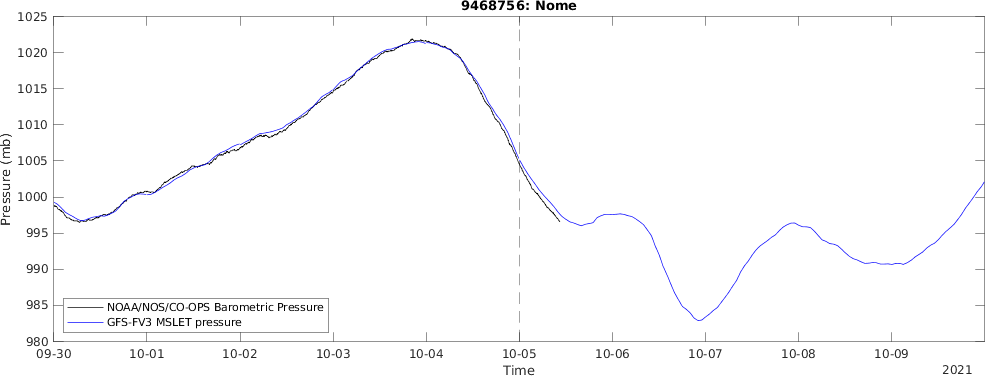 9468756: Nome
1025
1020
1015
1010
1005
1000
995
990
985
980
Pressure (mb)
NOAA/NOS/CO-OPS Barometric Pressure
GFS-FV3 MSLET pressure
09-30 10-01 10-02 10-03 10-04 10-05 10-06 10-07 10-08 10-09
Time
2021